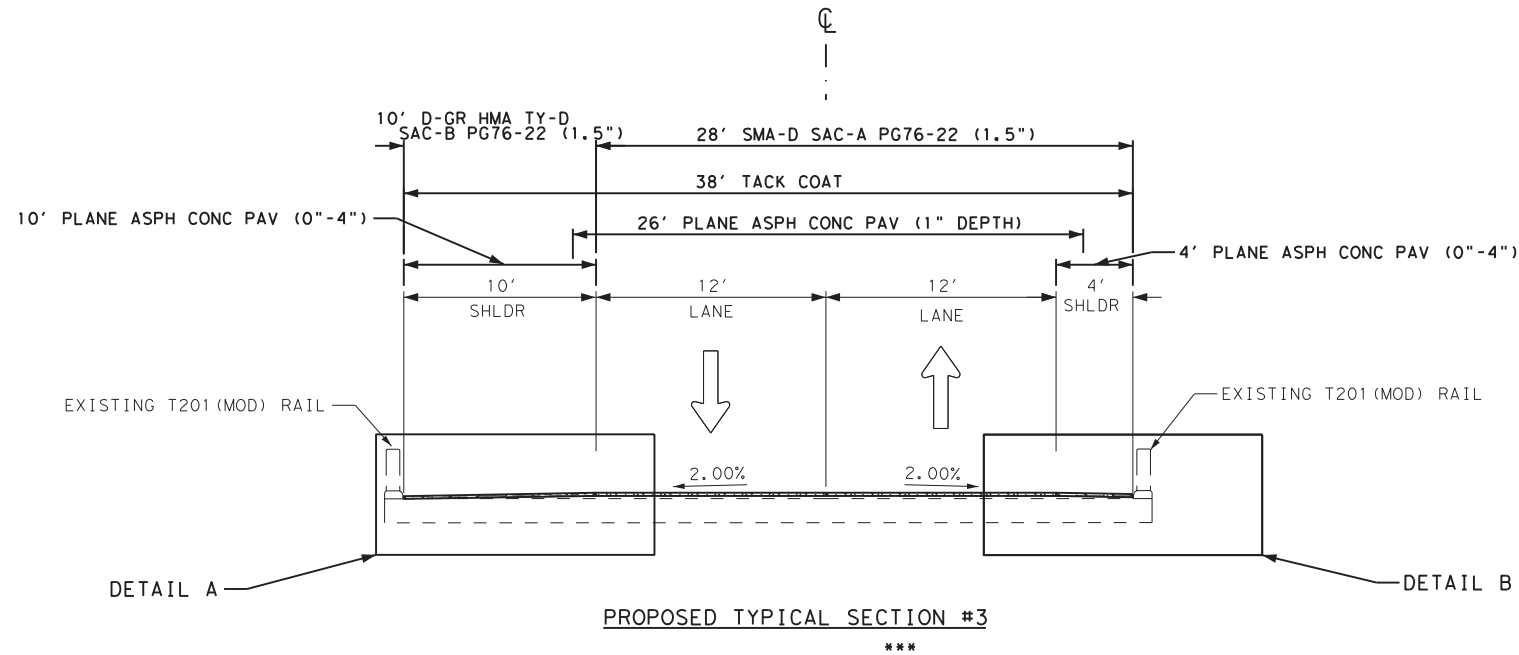 ℄
10' D-GR HMA TY-D
SAC-B PG76-22 (1.5")
28' SMA-D SAC-A PG76-22 (1.5")
38' TACK COAT
10' PLANE ASPH CONC PAV (0"-4")
26' PLANE ASPH CONC PAV (1" DEPTH)
4' PLANE ASPH CONC PAV (0"-4")
10'
SHLDR
12'
LANE
12'
LANE
4'
SHLDR
EXISTING T201(MOD) RAIL
EXISTING T201(MOD) RAIL
2.00%
2.00%
DETAIL A
DETAIL B
PROPOSED TYPICAL SECTION #3
***